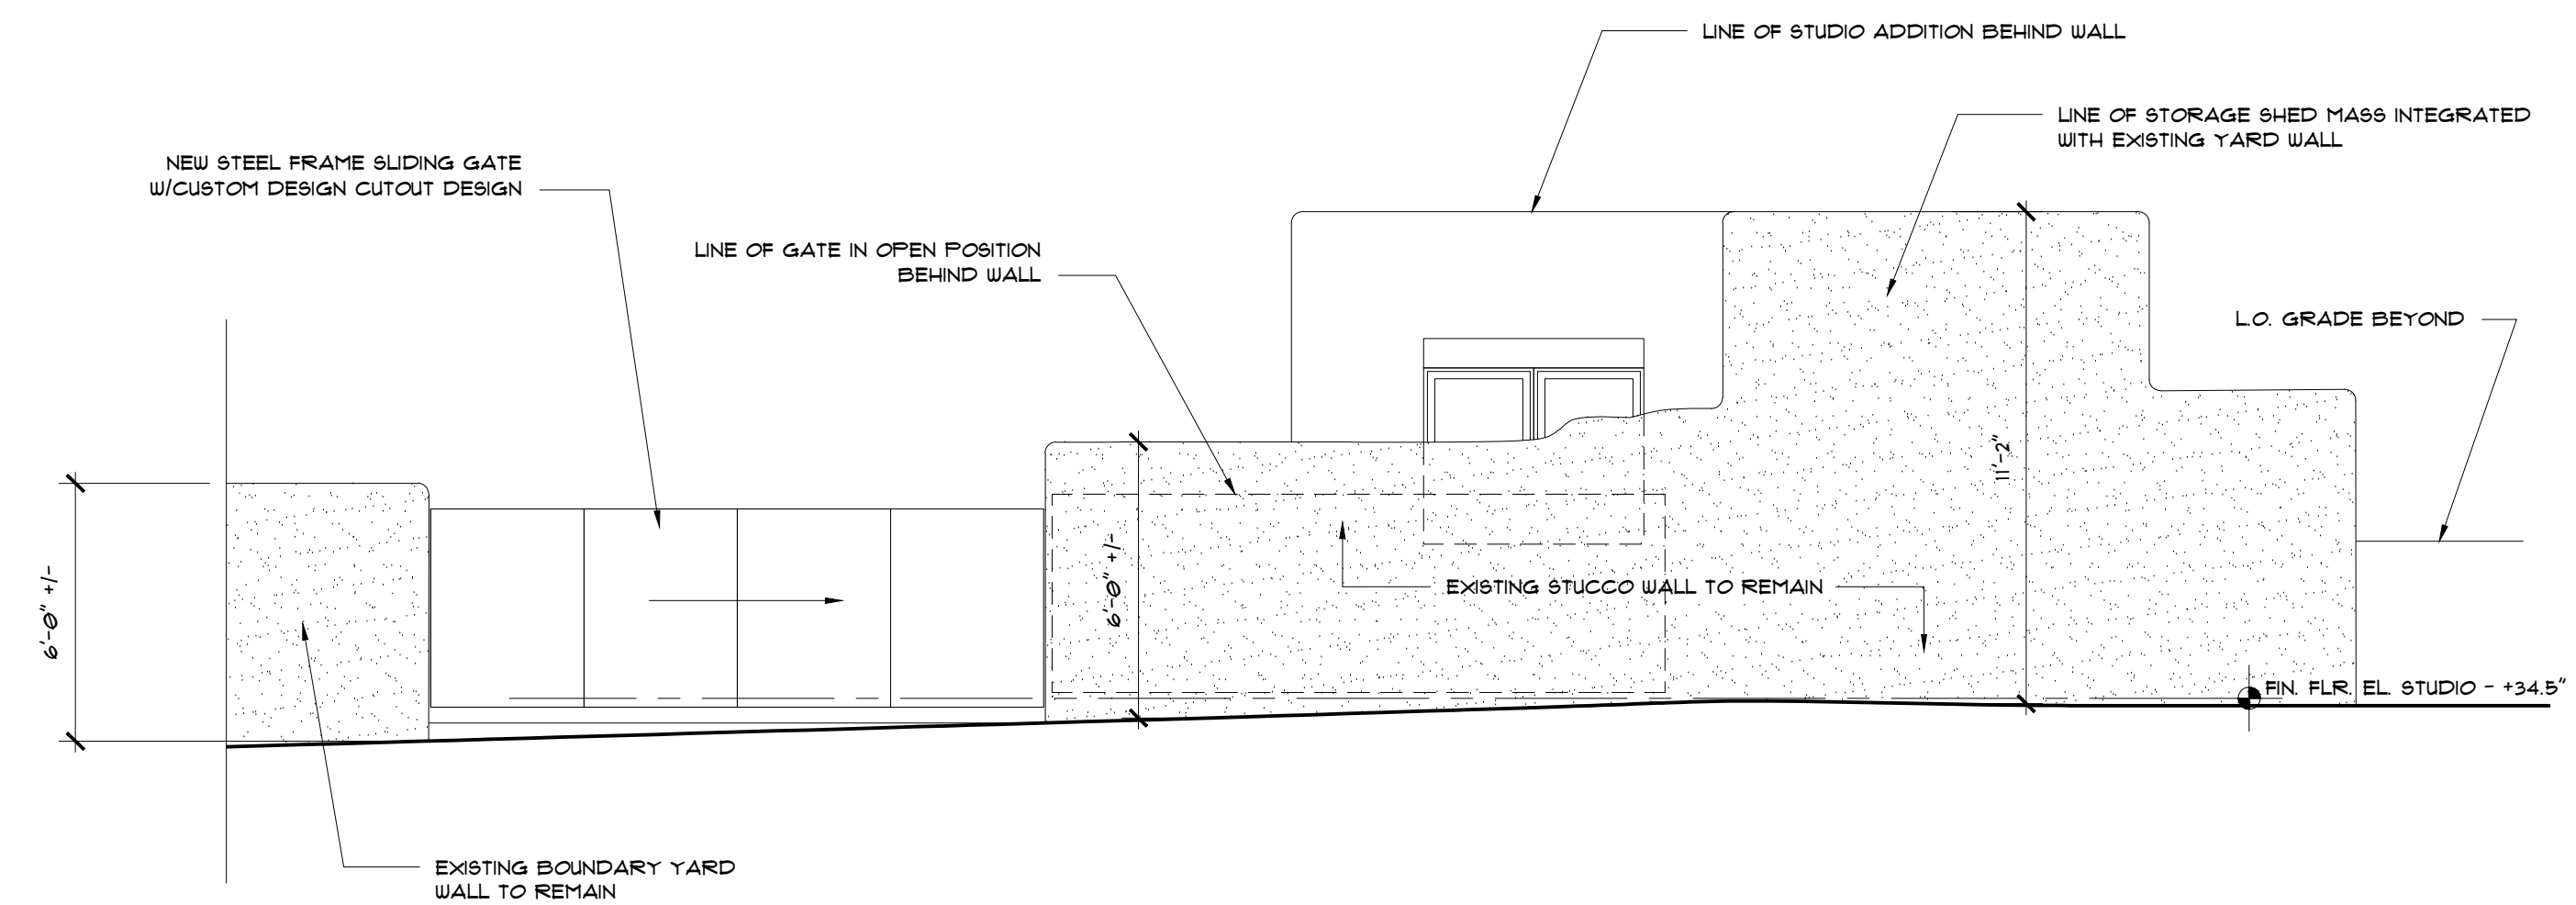 LINE OF STUDIO ADDITION BEHIND WALL
LINE OF STORAGE SHED MASS INTEGRATED
WITH EXISTING YARD WALL
NEW STEEL FRAME SLIDING GATE
W/CUSTOM DESIGN CUTOUT DESIGN
LINE OF GATE IN OPEN POSITION
BEHIND WALL
L.O. GRADE BEYOND
11'-2"
6'-0" +/-
6'-0" +/-
EXISTING STUCCO WALL TO REMAIN
FIN. FLR. EL. STUDIO - +34.5"
EXISTING BOUNDARY YARD
WALL TO REMAIN